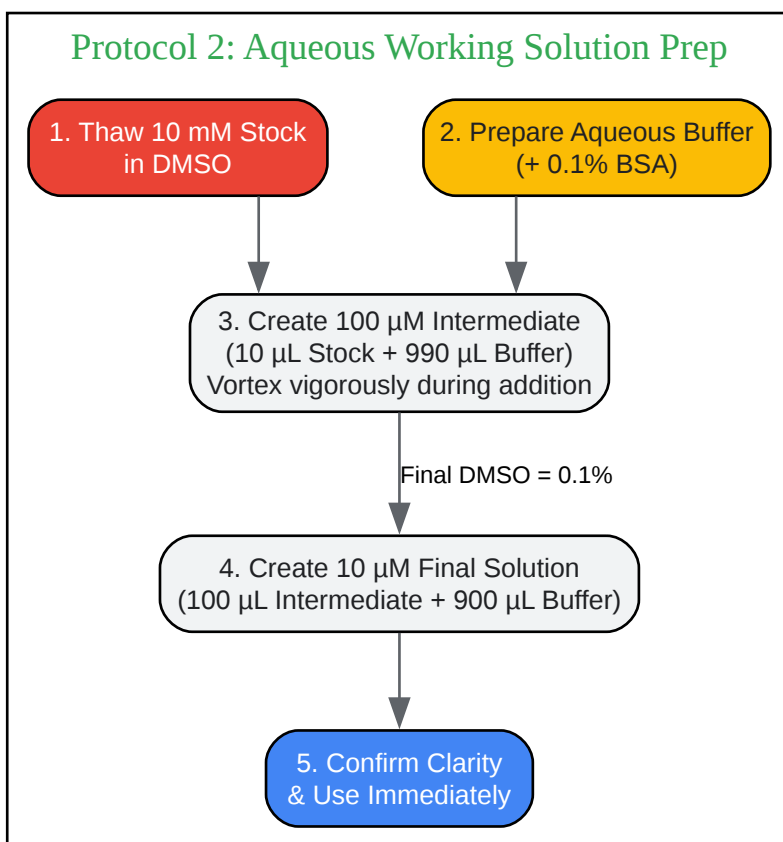 Protocol 2: Aqueous Working Solution Prep
1. Thaw 10 mM Stock
in DMSO
2. Prepare Aqueous Buffer
(+ 0.1% BSA)
3. Create 100 µM Intermediate
(10 µL Stock + 990 µL Buffer)
Vortex vigorously during addition
Final DMSO = 0.1%
4. Create 10 µM Final Solution
(100 µL Intermediate + 900 µL Buffer)
5. Confirm Clarity
& Use Immediately